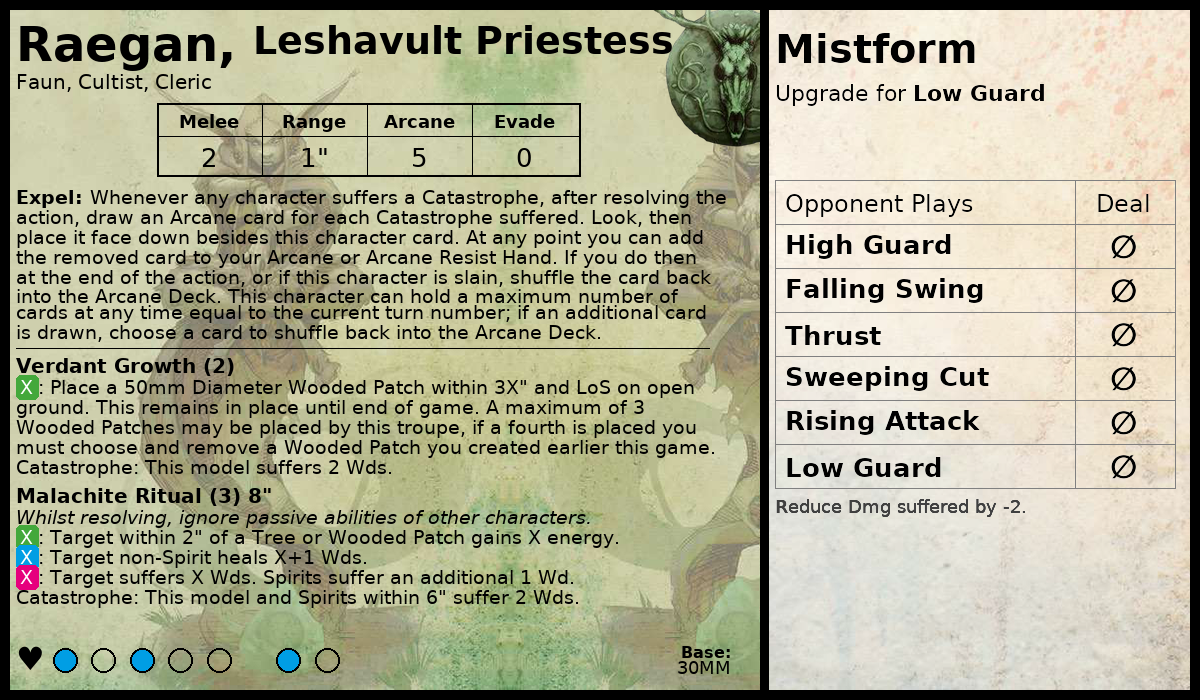 Raegan, Leshavault Priestess
Faun, Cultist, Cleric
Melee Range Arcane Evade
2 1" 5 0
Expel: Whenever any character suffers a Catastrophe, after resolving the
action, draw an Arcane card for each Catastrophe suffered. Look, then
place it face down besides this character card. At any point you can add
the removed card to your Arcane or Arcane Resist Hand. If you do then
at the end of the action, or if this character is slain, shuffle the card back
into the Arcane Deck. This character can hold a maximum number of
cards at any time equal to the current turn number; if an additional card
is drawn, choose a card to shuffle back into the Arcane Deck.
Verdant Growth (2)
X: Place a 50mm Diameter Wooded Patch within 3X" and LoS on open
ground. This remains in place until end of game. A maximum of 3
Wooded Patches may be placed by this troupe, if a fourth is placed you
must choose and remove a Wooded Patch you created earlier this game.
Catastrophe: This model suffers 2 Wds.
Malachite Ritual (3) 8"
Whilst resolving, ignore passive abilities of other characters.
X: Target within 2" of a Tree or Wooded Patch gains X energy.
X: Target non-Spirit heals X+1 Wds.
X: Target suffers X Wds. Spirits suffer an additional 1 Wd.
Catastrophe: This model and Spirits within 6" suffer 2 Wds.
Base:
30MM
Mistform
Upgrade for Low Guard
Opponent Plays Deal
High Guard ∅
Falling Swing ∅
Thrust ∅
Sweeping Cut ∅
Rising Attack ∅
Low Guard ∅
Reduce Dmg suffered by -2.